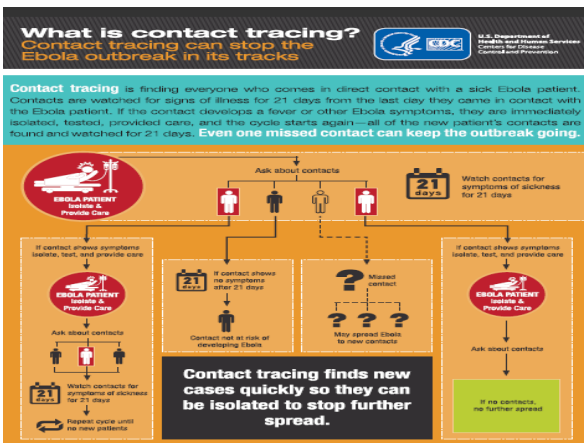 What is contact tracing?
Contact tracing can stop the
Ebola outbreak in its tracks
CDC
U.S. Department of
Health and Human Services
Centers for Disease
Control and Prevention
Contact tracing is finding everyone who comes in direct contact with a sick Ebola patient.
Contacts are watched for signs of illness for 21 days from the last day they came in contact with
the Ebola patient. If the contact develops a fever or other Ebola symptoms, they are immediately
isolated, tested, provided care, and the cycle starts again—all of the new patient's contacts are
found and watched for 21 days. Even one missed contact can keep the outbreak going.
EBOLA PATIENT
Isolate &
Provide Care
Ask about contacts
21
days
Watch contacts for
symptoms of sickness
for 21 days
If contact shows symptoms
isolate, test, and provide care
EBOLA PATIENT
Isolate &
Provide Care
Ask about contacts
21
days
Watch contacts for
symptoms of sickness
for 21 days
Repeat cycle until
no new patients
21
days
If contact shows
no symptoms
after 21 days
Contact not at risk of
developing Ebola
?
Missed
contact
? ? ?
May spread Ebola
to new contacts
Contact tracing finds new
cases quickly so they can
be isolated to stop further
spread.
If contact shows symptoms
isolate, test, and provide care
EBOLA PATIENT
Isolate &
Provide Care
Ask about contacts
If no contacts,
no further spread